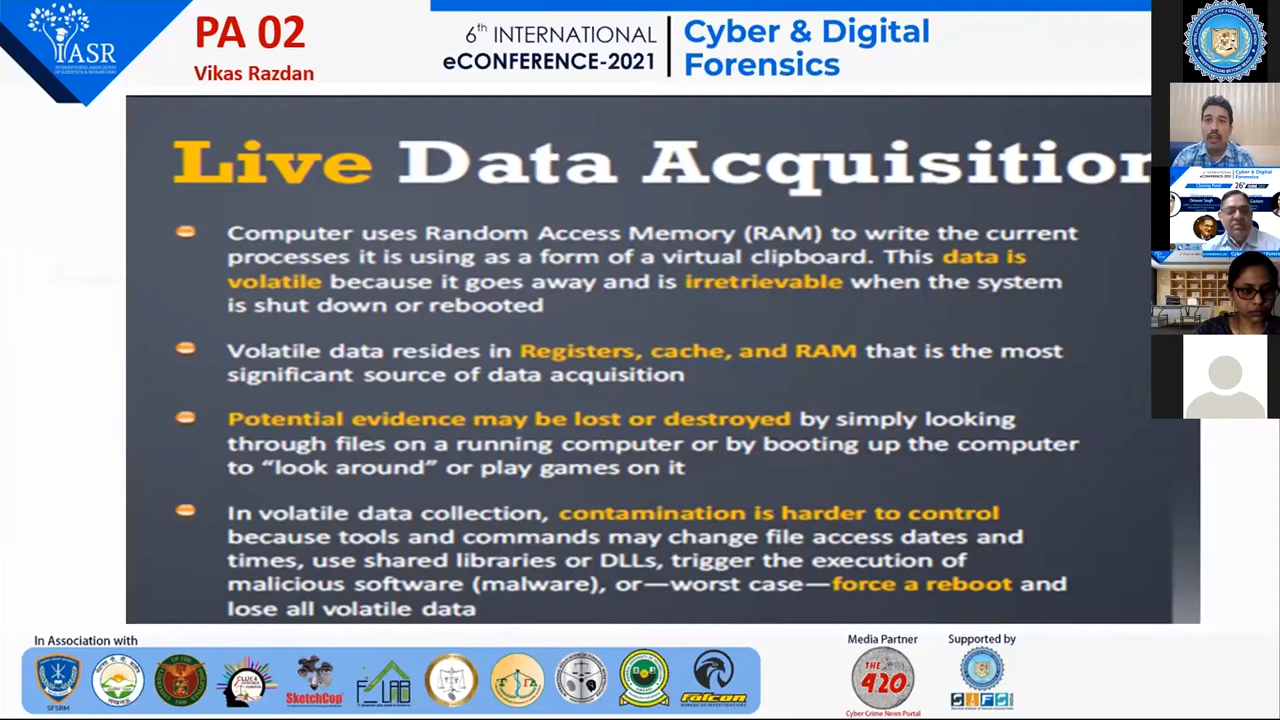 IASR
PA 02
Vikas Razdan
6th INTERNATIONAL
eCONFERENCE-2021
Cyber & Digital
Forensics
Live Data Acquisition
Computer uses Random Access Memory (RAM) to write the current
processes it is using as a form of a virtual clipboard. This data is
volatile because it goes away and is irretrievable when the system
is shut down or rebooted
Volatile data resides in Registers, cache, and RAM that is the most
significant source of data acquisition
Potential evidence may be lost or destroyed by simply looking
through files on a running computer or by booting up the computer
to “look around” or play games on it
In volatile data collection, contamination is harder to control
because tools and commands may change file access dates and
times, use shared libraries or DLLs, trigger the execution of
malicious software (malware), or—worst case—force a reboot and
lose all volatile data
Cyber & Digital
Forensics
In Association with
SIFSRM
SketchCop
F LAB
falcon
Media Partner
THE
420
Cyber Crime News Portal
Supported by
SIFS